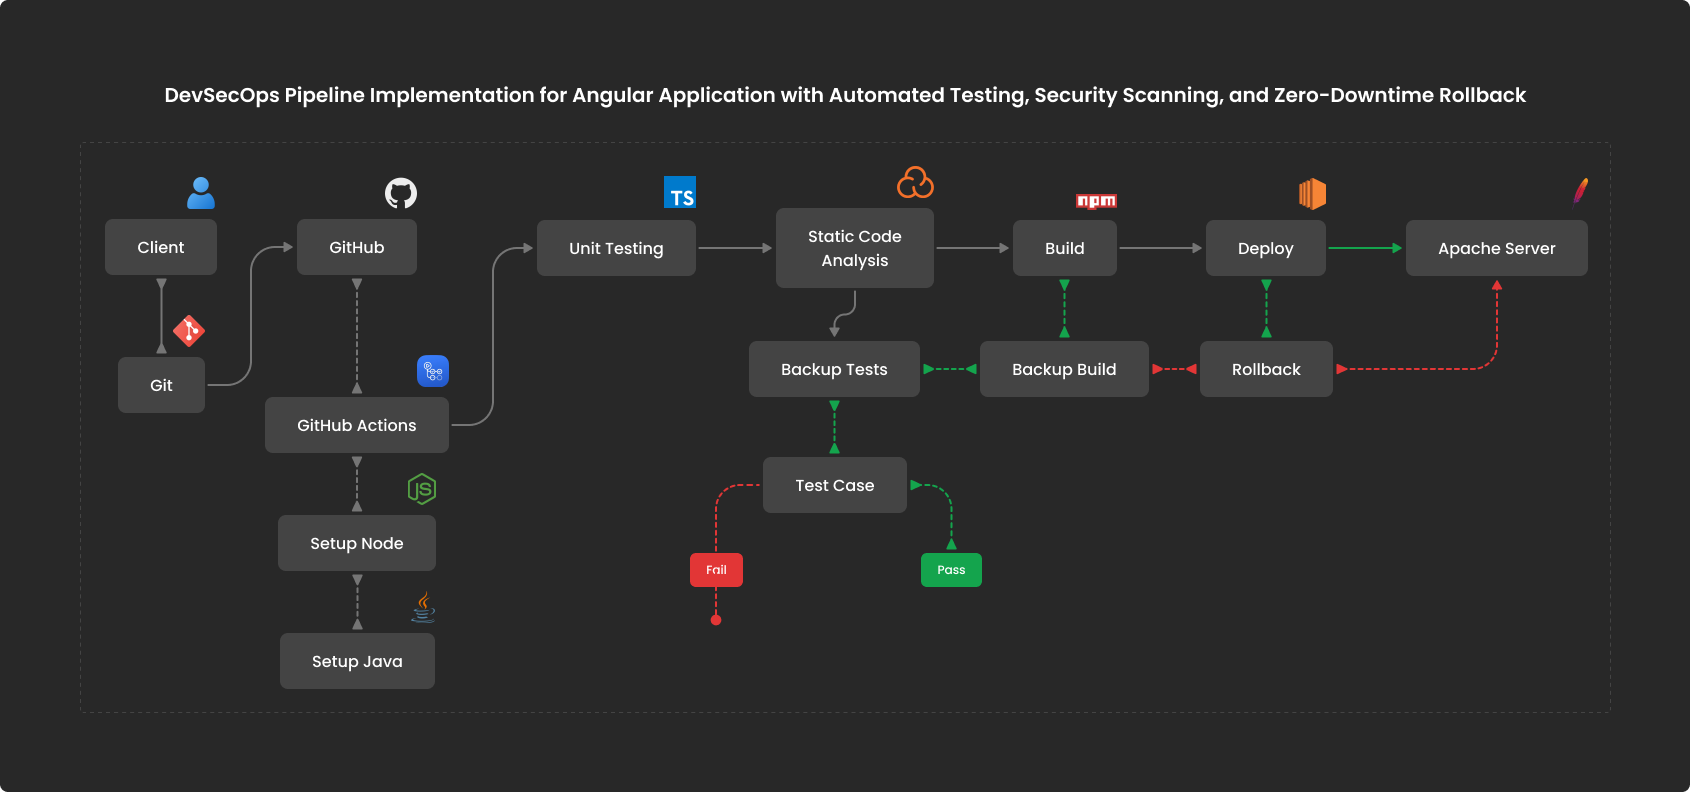 DevSecOps Pipeline Implementation for Angular Application with Automated Testing, Security Scanning, and Zero-Downtime Rollback
Client
GitHub
TS
Unit Testing
Static Code
Analysis
npm
Build
Deploy
Apache Server
Git
GitHub Actions
Backup Tests
Backup Build
Rollback
JS
Setup Node
Test Case
Fail
Pass
Setup Java